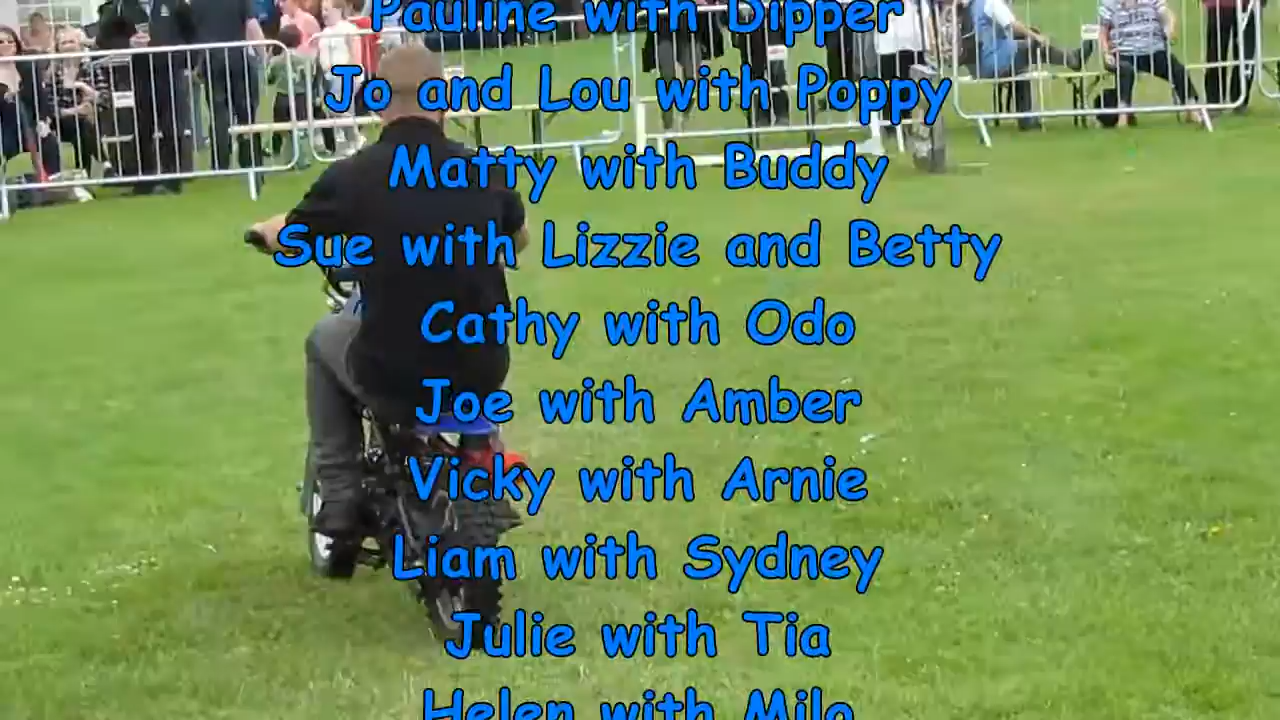 Pauline with Dipper
Jo and Lou with Poppy
Matty with Buddy
Sue with Lizzie and Betty
Cathy with Odo
Joe with Amber
Vicky with Arnie
Liam with Sydney
Julie with Tia
Helen with Milo